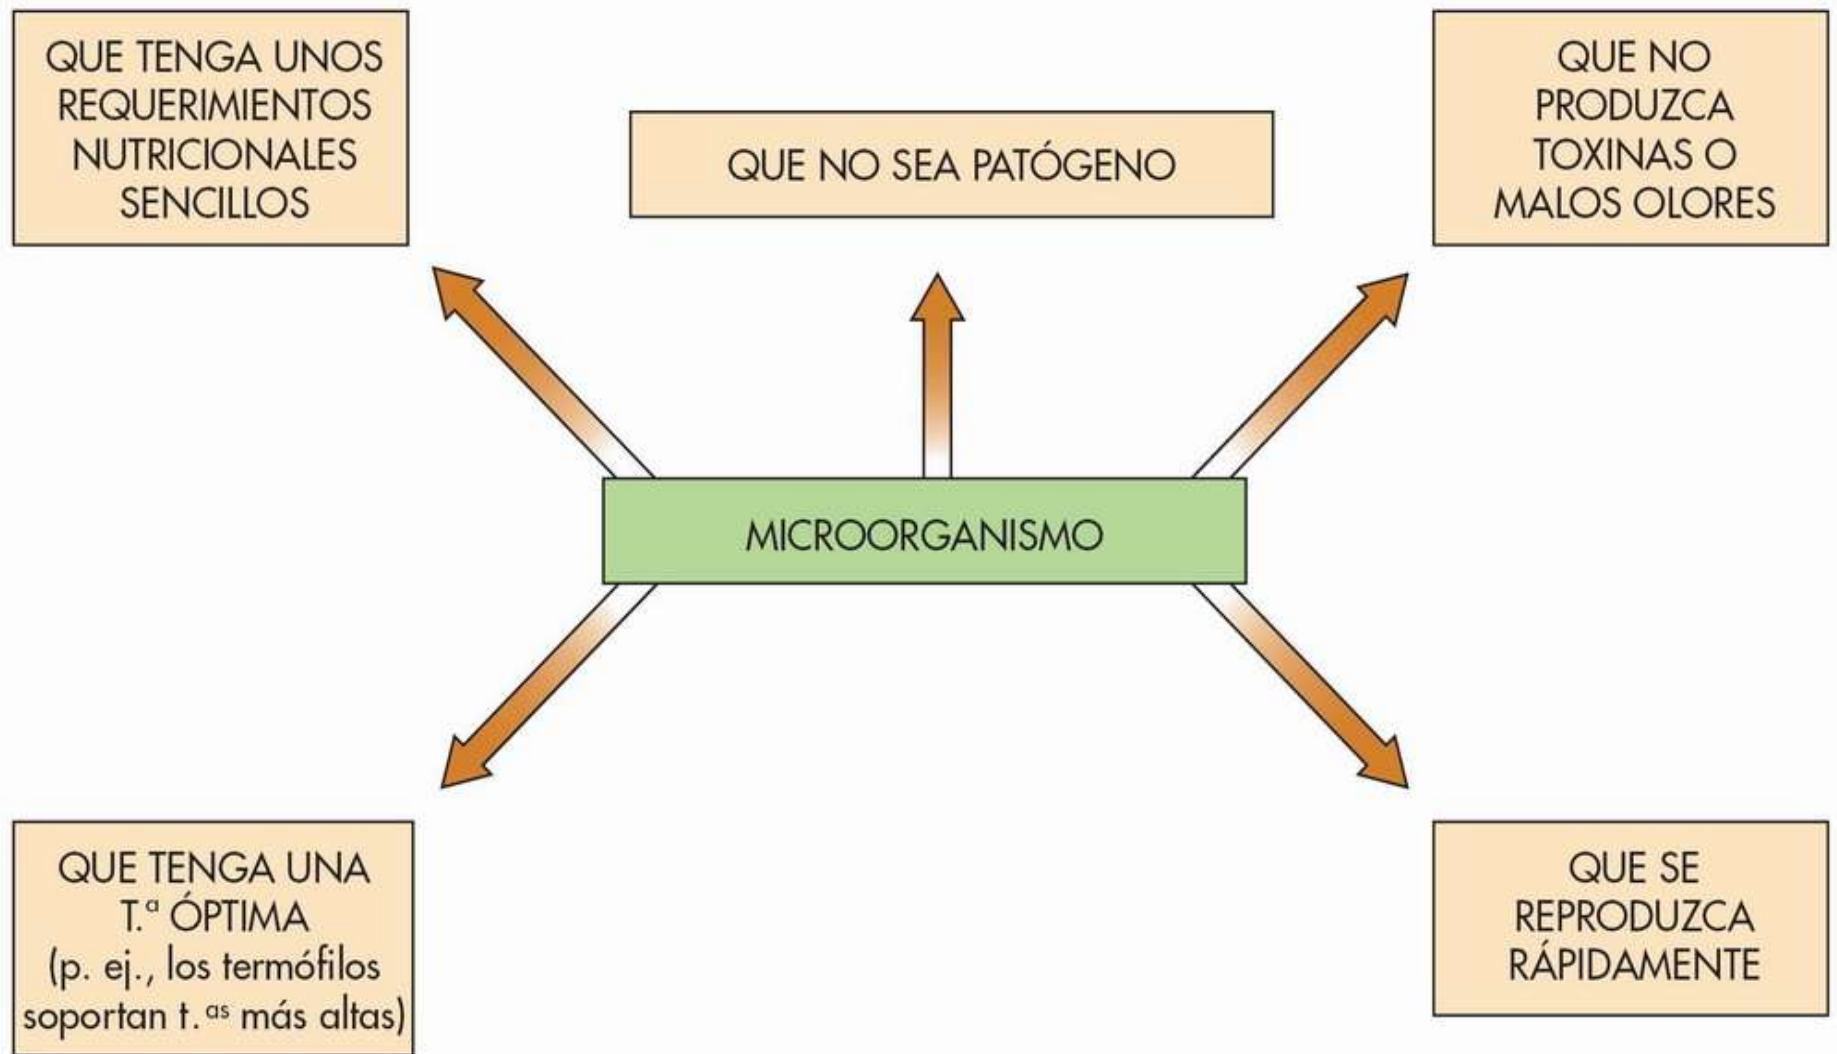 QUE TENGA UNOS
REQUERIMIENTOS
NUTRICIONALES
SENCILLOS
QUE NO SEA PATÓGENO
QUE NO
PRODUZCA
TOXINAS O
MALOS OLORES
MICROORGANISMO
QUE TENGA UNA
T.ª ÓPTIMA
(p. ej., los termófilos
soportan t.ᵃˢ más altas)
QUE SE
REPRODUZCA
RÁPIDAMENTE